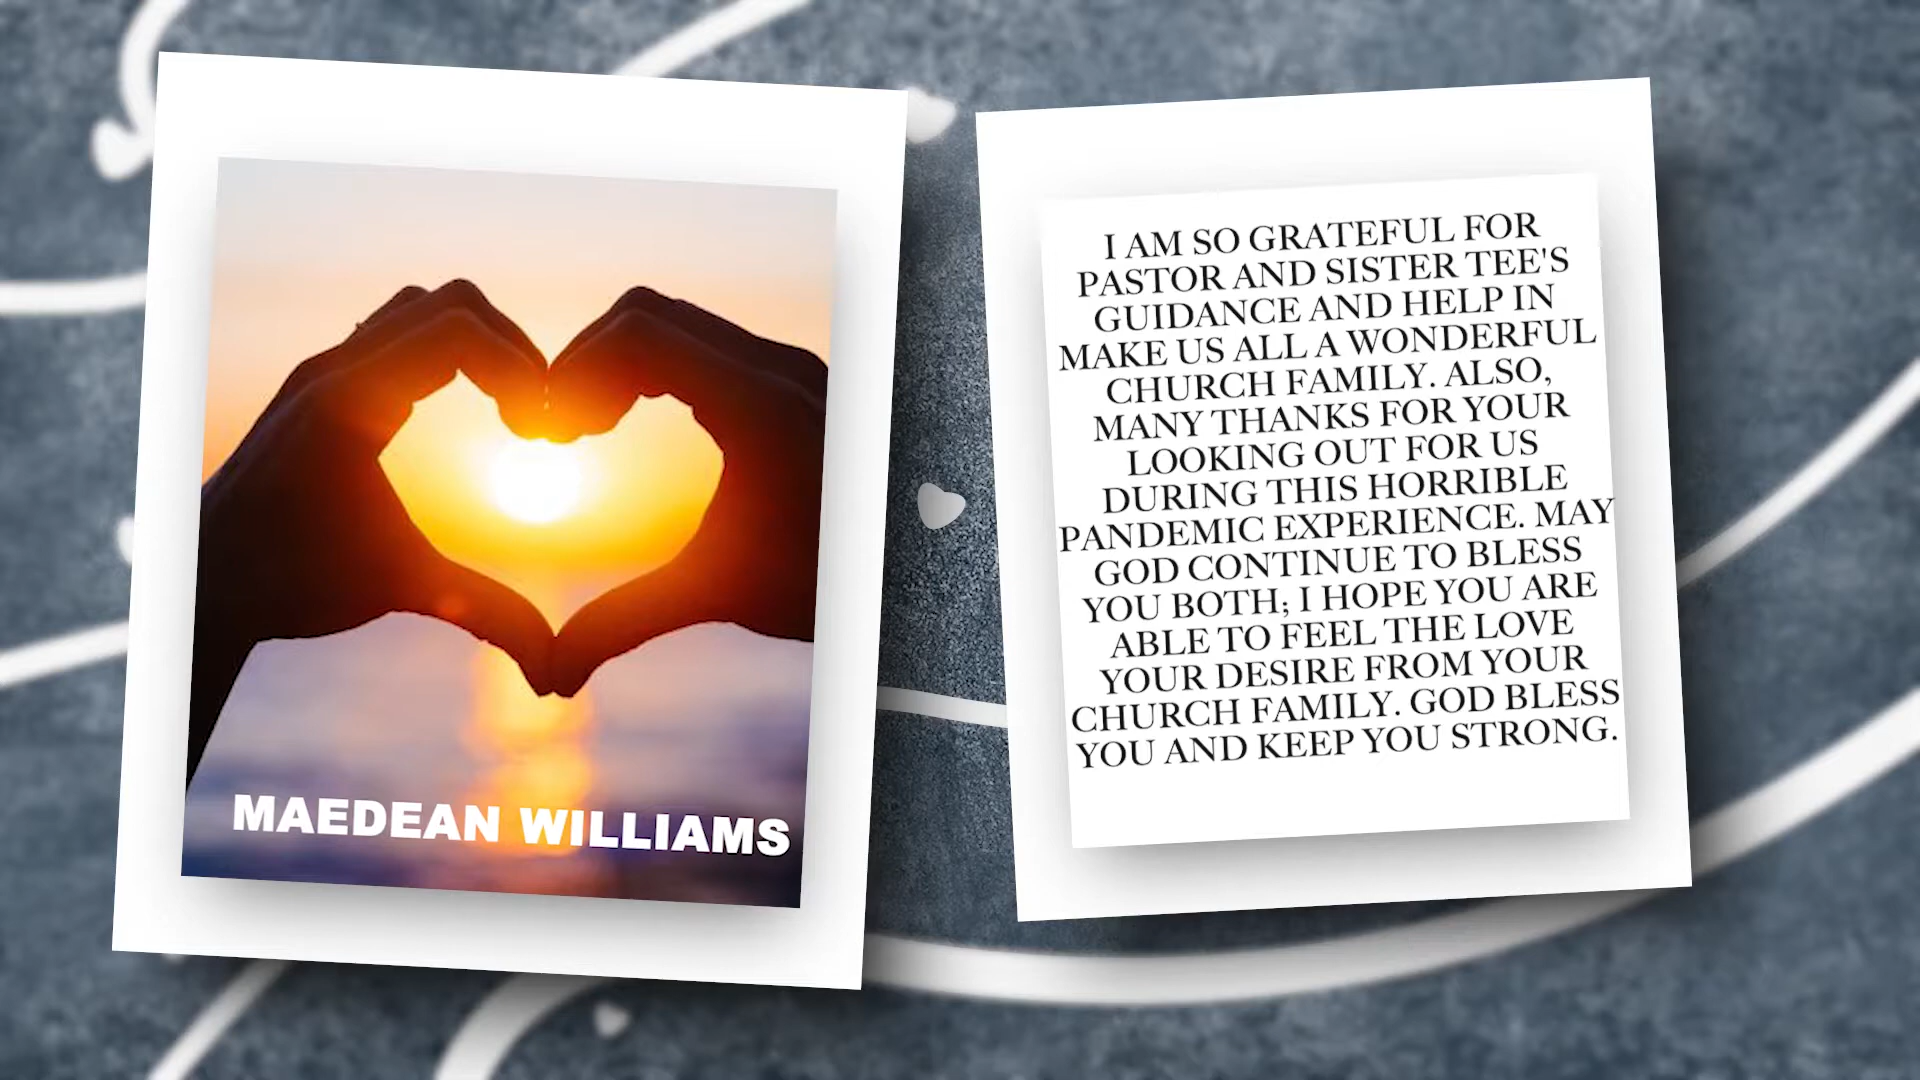 MAEDEAN WILLIAMS
I AM SO GRATEFUL FOR
PASTOR AND SISTER TEE'S
GUIDANCE AND HELP IN
MAKE US ALL A WONDERFUL
CHURCH FAMILY. ALSO,
MANY THANKS FOR YOUR
LOOKING OUT FOR US
DURING THIS HORRIBLE
PANDEMIC EXPERIENCE. MAY
GOD CONTINUE TO BLESS
YOU BOTH; I HOPE YOU ARE
ABLE TO FEEL THE LOVE
YOUR DESIRE FROM YOUR
CHURCH FAMILY. GOD BLESS
YOU AND KEEP YOU STRONG.